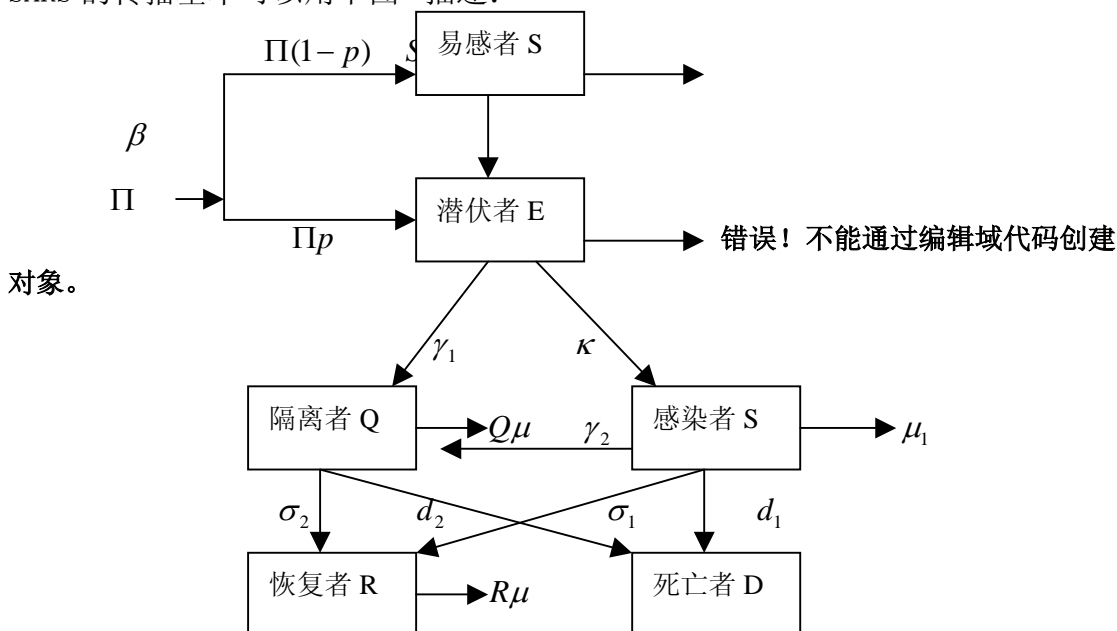 SARS 的传播基本可以用下图 描述：
Π(1− p) S 易感者 S
β
Π
潜伏者 E
Πp
错误！不能通过编辑域代码创建
对象。
γ₁ κ
隔离者 Q Qμ γ₂ 感染者 S μ₁
σ₂ d₂ σ₁ d₁
恢复者 R Rμ 死亡者 D